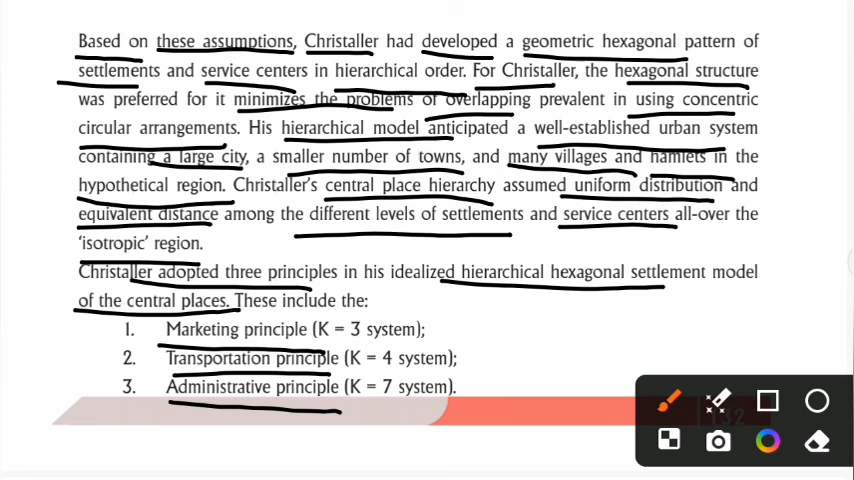 Based on these assumptions, Christaller had developed a geometric hexagonal pattern of
settlements and service centers in hierarchical order. For Christaller, the hexagonal structure
was preferred for it minimizes the problems of overlapping prevalent in using concentric
circular arrangements. His hierarchical model anticipated a well-established urban system
containing a large city, a smaller number of towns, and many villages and hamlets in the
hypothetical region. Christaller's central place hierarchy assumed uniform distribution and
equivalent distance among the different levels of settlements and service centers all-over the
‘isotropic’ region.
Christaller adopted three principles in his idealized hierarchical hexagonal settlement model
of the central places. These include the:
1. Marketing principle (K = 3 system);
2. Transportation principle (K = 4 system);
3. Administrative principle (K = 7 system).
132